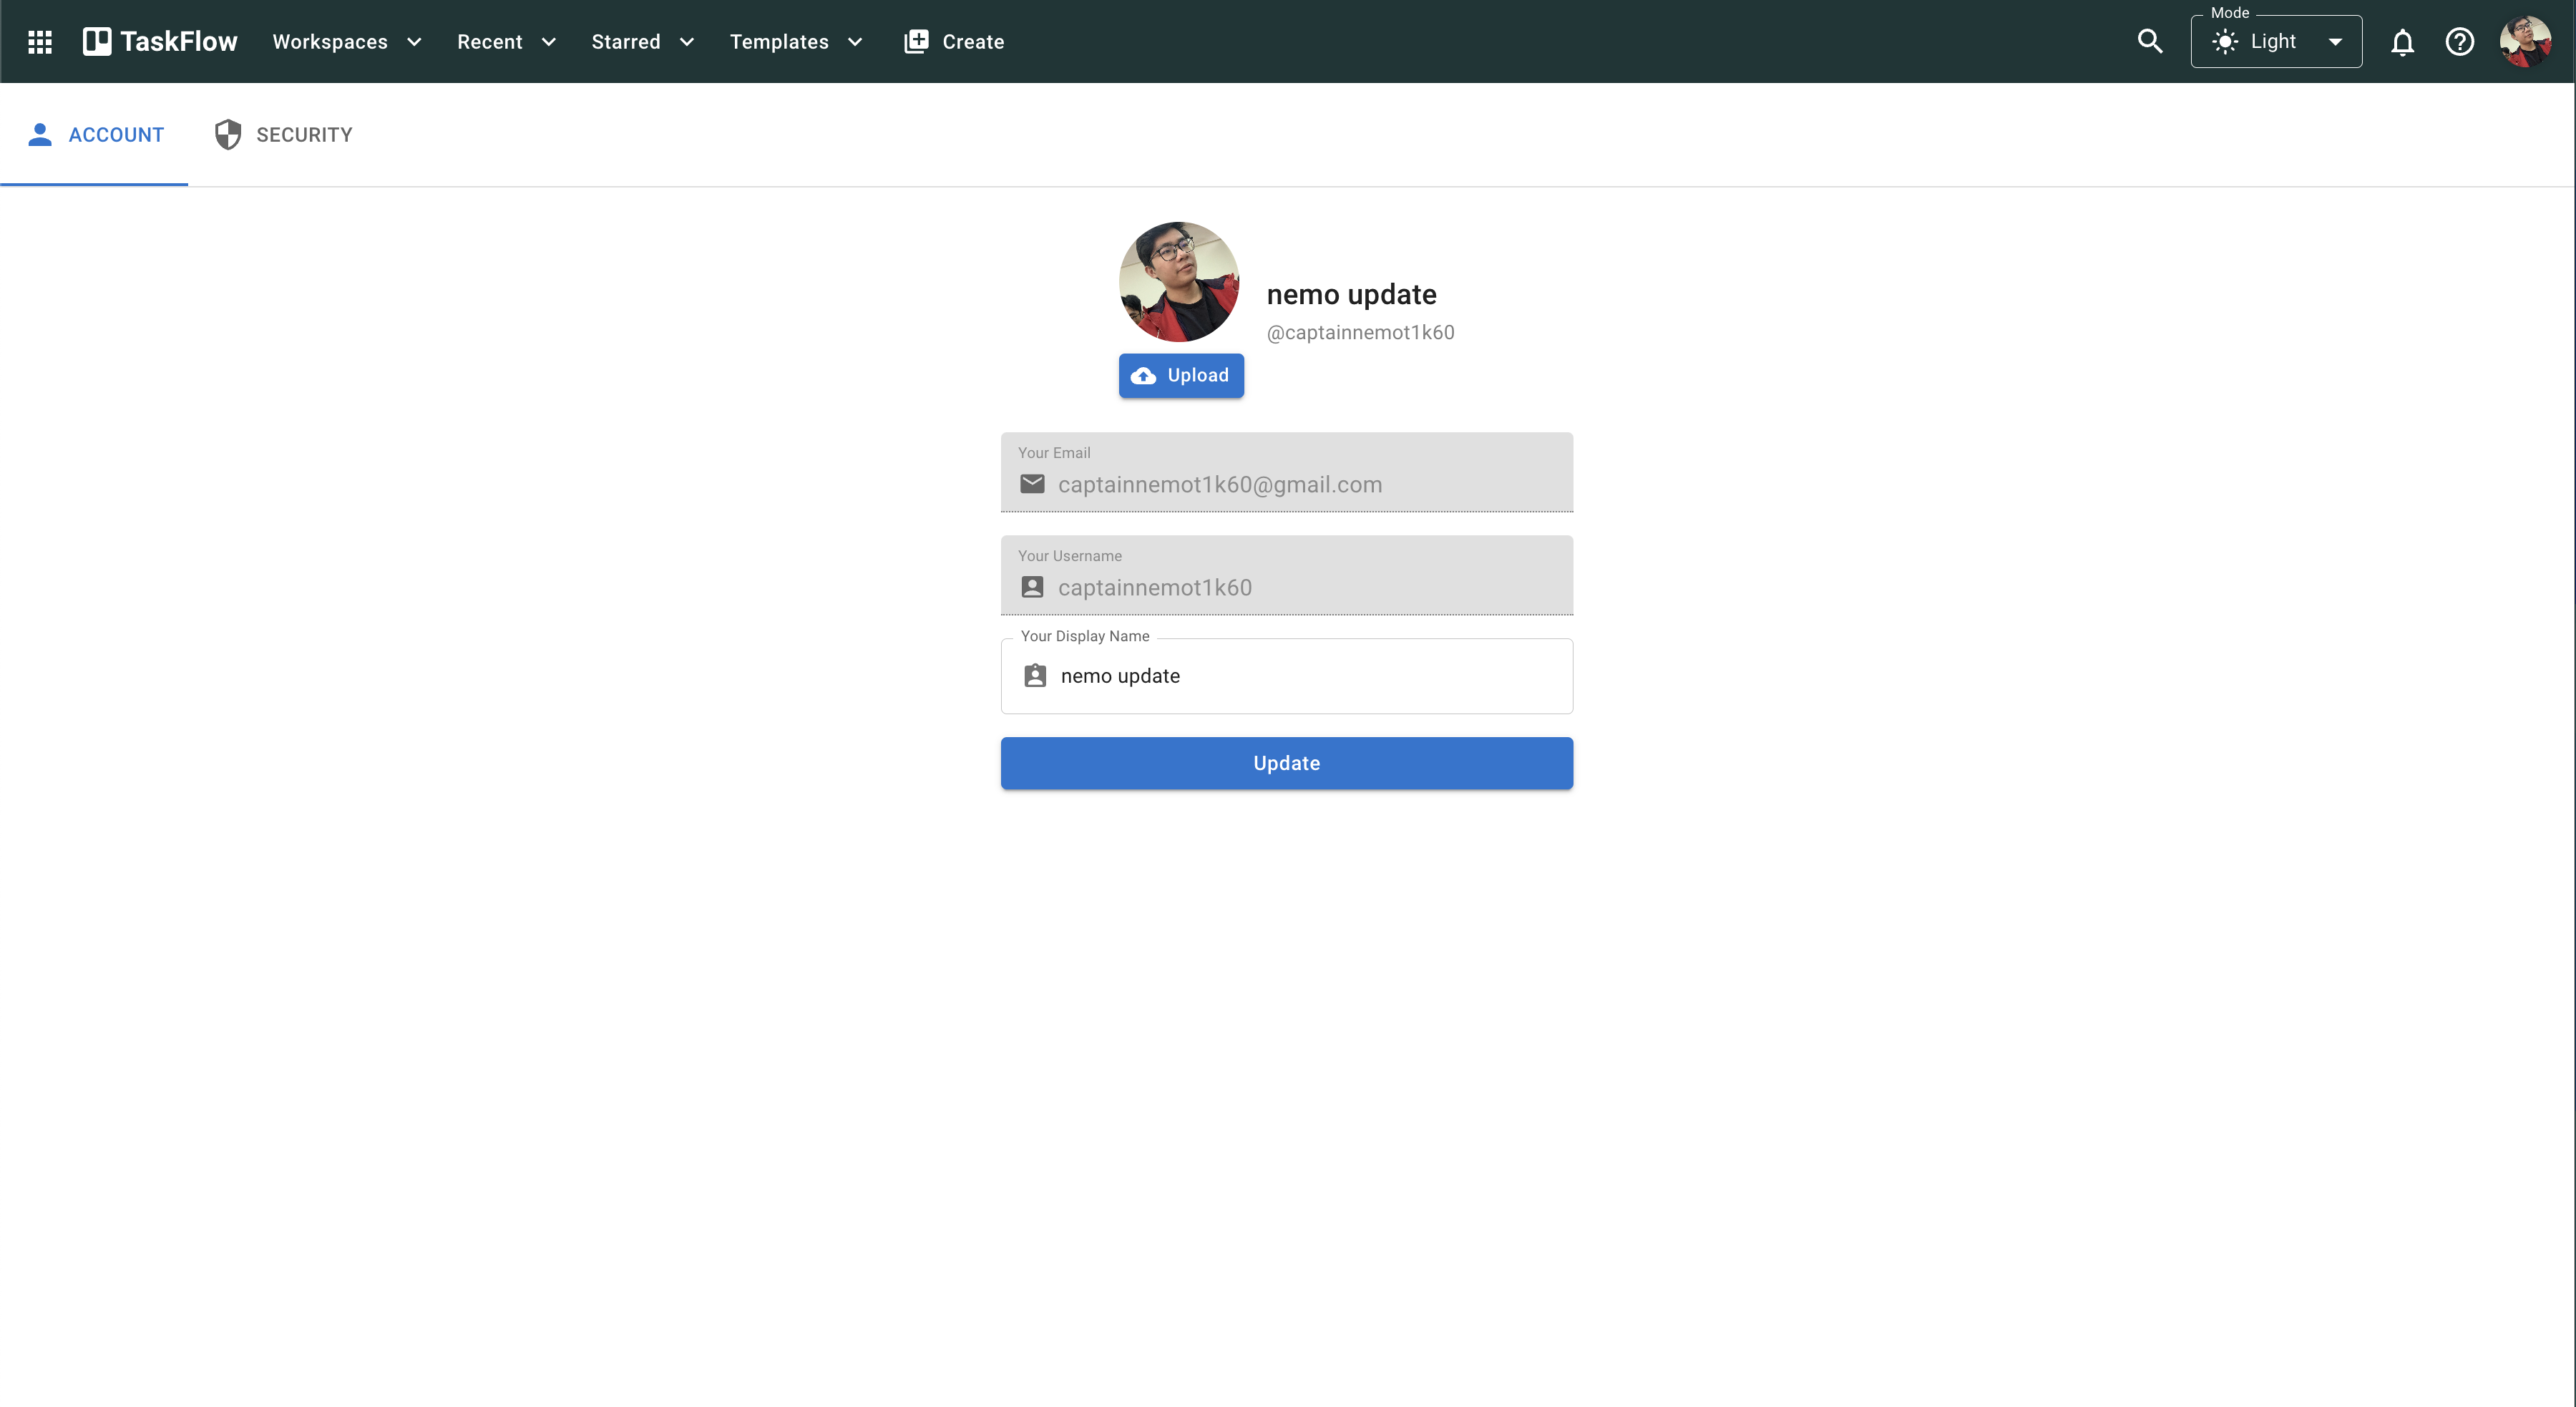 TaskFlow Workspaces Recent Starred Templates Create Mode Light
ACCOUNT SECURITY
nemo update
@captainnemot1k60
Upload
Your Email
captainnemot1k60@gmail.com
Your Username
captainnemot1k60
Your Display Name
nemo update
Update